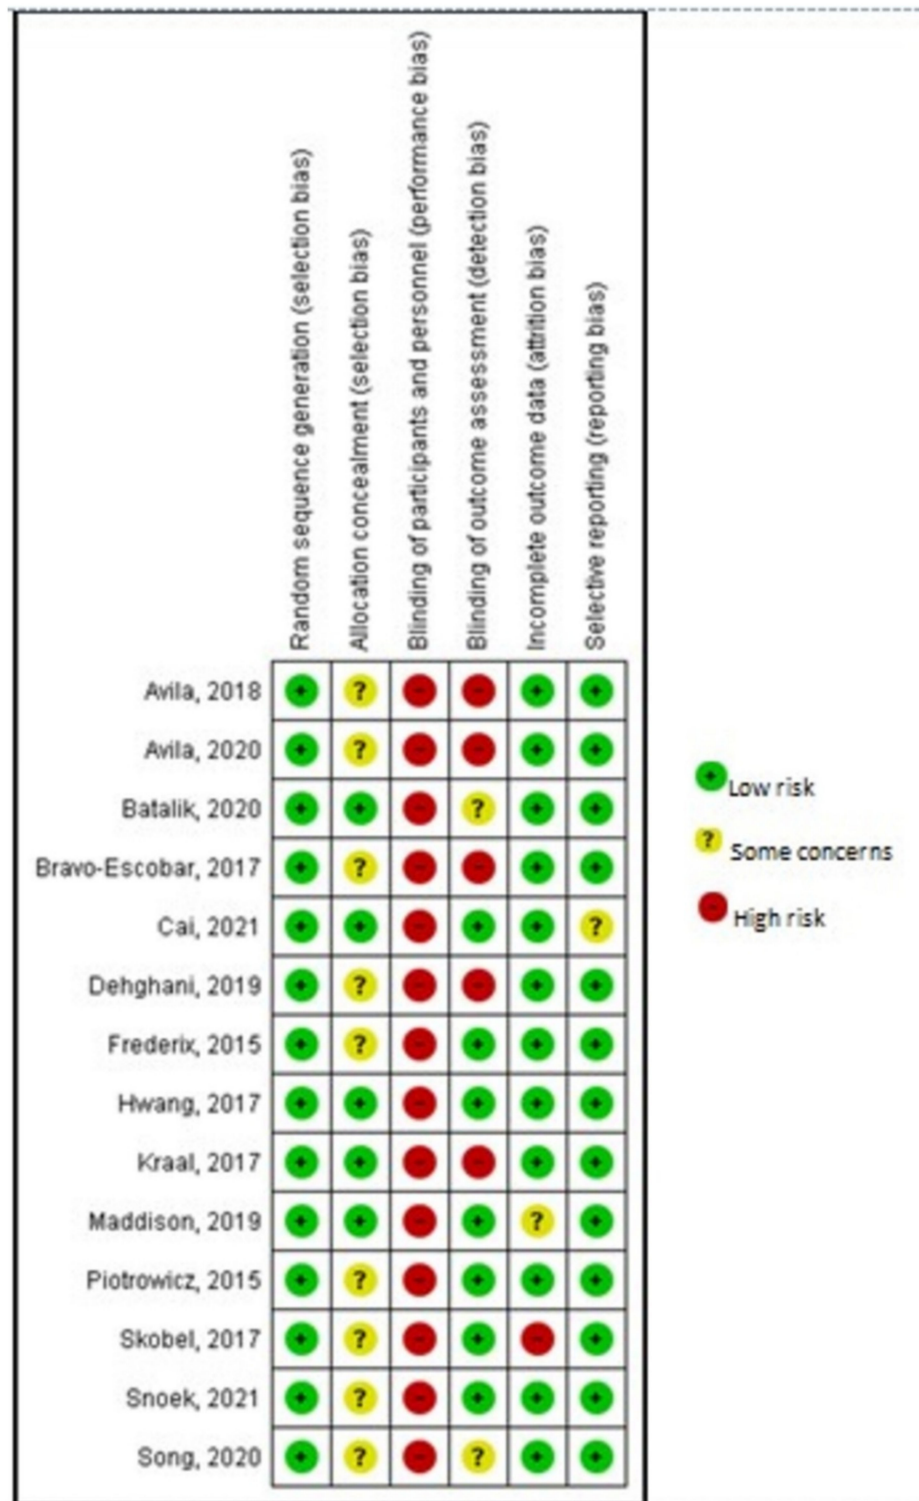 Random sequence generation (selection bias)
Allocation concealment (selection bias)
Blinding of participants and personnel (performance bias)
Blinding of outcome assessment (detection bias)
Incomplete outcome data (attrition bias)
Selective reporting (reporting bias)
Avila, 2018 + ? - - + +
Avila, 2020 + ? - - + +
Batalik, 2020 + + - ? + +
Bravo-Escobar, 2017 + ? - - + +
Cai, 2021 + + - + + ?
Dehghani, 2019 + ? - - + +
Frederix, 2015 + ? - + + +
Hwang, 2017 + + - + + +
Kraal, 2017 + + - - + +
Maddison, 2019 + + - + ? +
Piotrowicz, 2015 + ? - + + +
Skobel, 2017 + ? - + - +
Snoek, 2021 + ? - + + +
Song, 2020 + ? - ? + +
+ Low risk
? Some concerns
- High risk